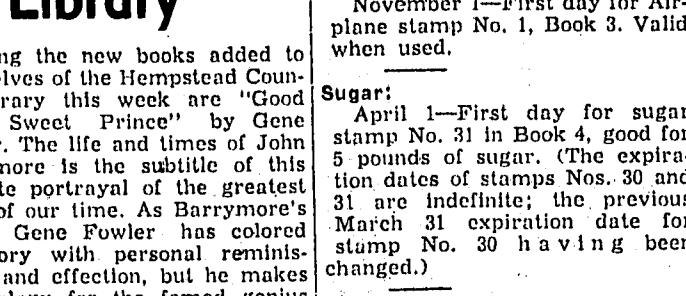 Library
ng the new books added to
elves of the Hempstead Coun-
rary this week are "Good
Sweet Prince" by Gene
. The life and times of John
more is the subtitle of this
te portrayal of the greatest
of our time. As Barrymore's
Gene Fowler has colored
ory with personal reminis-
and effection, but he makes
for the famed genius
November 1—First day for Air-
plane stamp No. 1, Book 3. Valid
when used.
Sugar:
April 1—First day for sugar
stamp No. 31 in Book 4, good for
5 pounds of sugar. (The expira-
tion dates of stamps Nos. 30 and
31 are indefinite; the previous
March 31 expiration date for
stamp No. 30 having been
changed.)